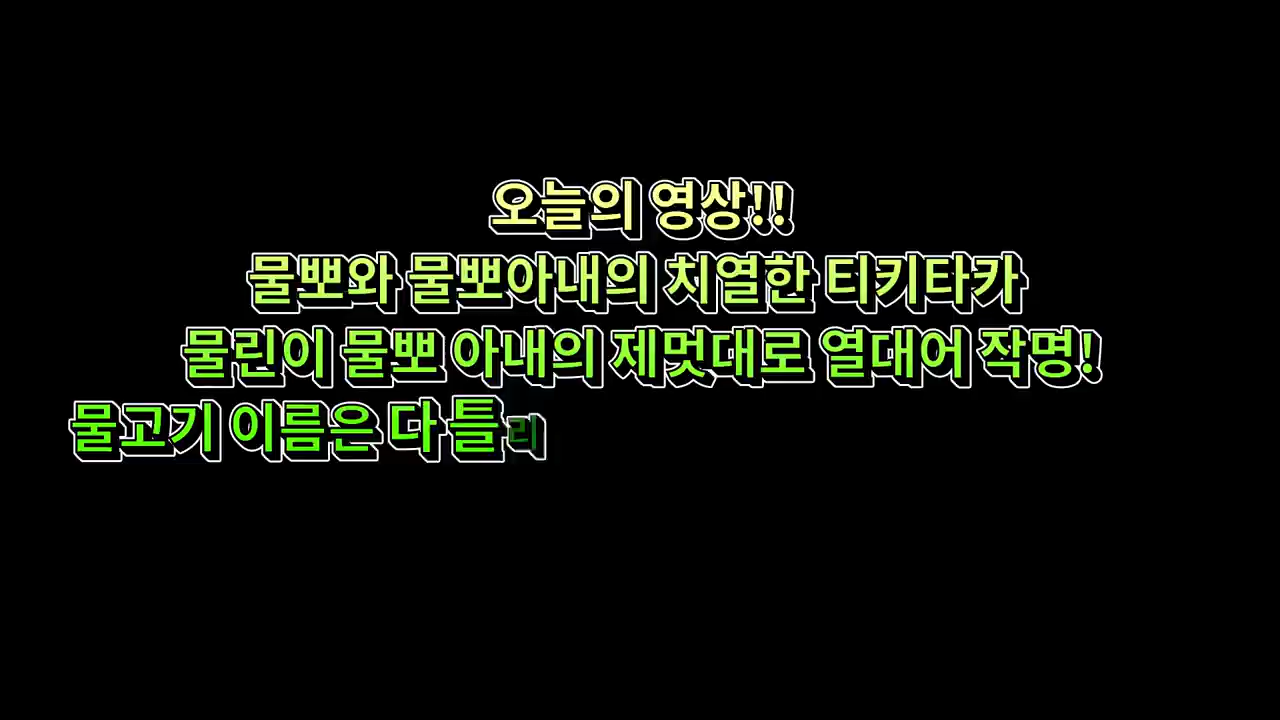 오늘의 영상!!
물뽀와 물뽀아내의 치열한 티키타카
물린이 물뽀 아내의 제멋대로 열대어 작명!
물고기 이름은 다 틀리